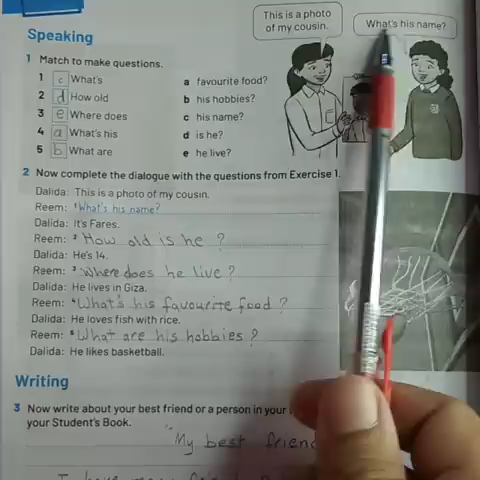 This is a photo
of my cousin.
What's his name?
Speaking
1 Match to make questions.
1 c What's
2 d How old
3 e Where does
4 a What's his
5 b What are
a favourite food?
b his hobbies?
c his name?
d is he?
e he live?
2 Now complete the dialogue with the questions from Exercise 1.
Dalida: This is a photo of my cousin.
Reem: 1 What's his name?
Dalida: It's Fares.
Reem: 2 How old is he ?
Dalida: He's 14.
Reem: 3 Where does he live ?
Dalida: He lives in Giza.
Reem: 4 What's his favourite food ?
Dalida: He loves fish with rice.
Reem: 5 What are his hobbies ?
Dalida: He likes basketball.
Writing
3 Now write about your best friend or a person in your
your Student's Book.
"My best frien
I have many